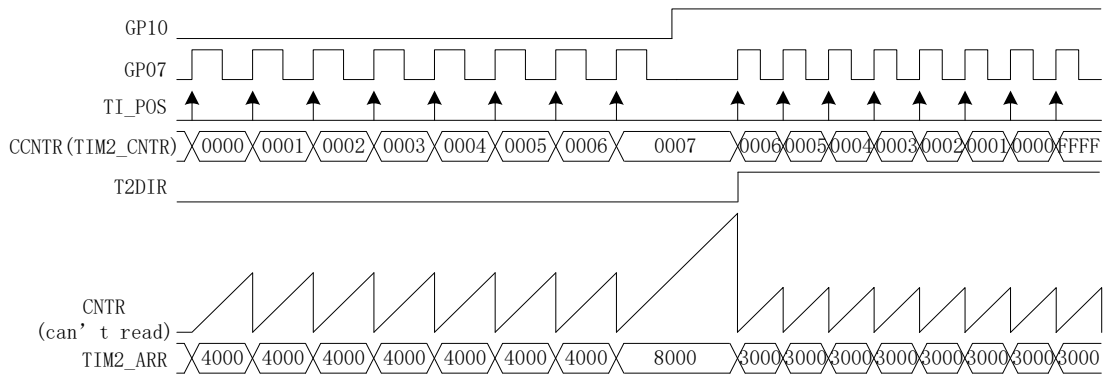 GP10
GP07
TI_POS
CCNTR(TIM2_CNTR) 0000 0001 0002 0003 0004 0005 0006 0007 0006 0005 0004 0003 0002 0001 0000 FFFF
T2DIR
CNTR
(can't read)
TIM2_ARR 4000 4000 4000 4000 4000 4000 4000 8000 3000 3000 3000 3000 3000 3000 3000 3000